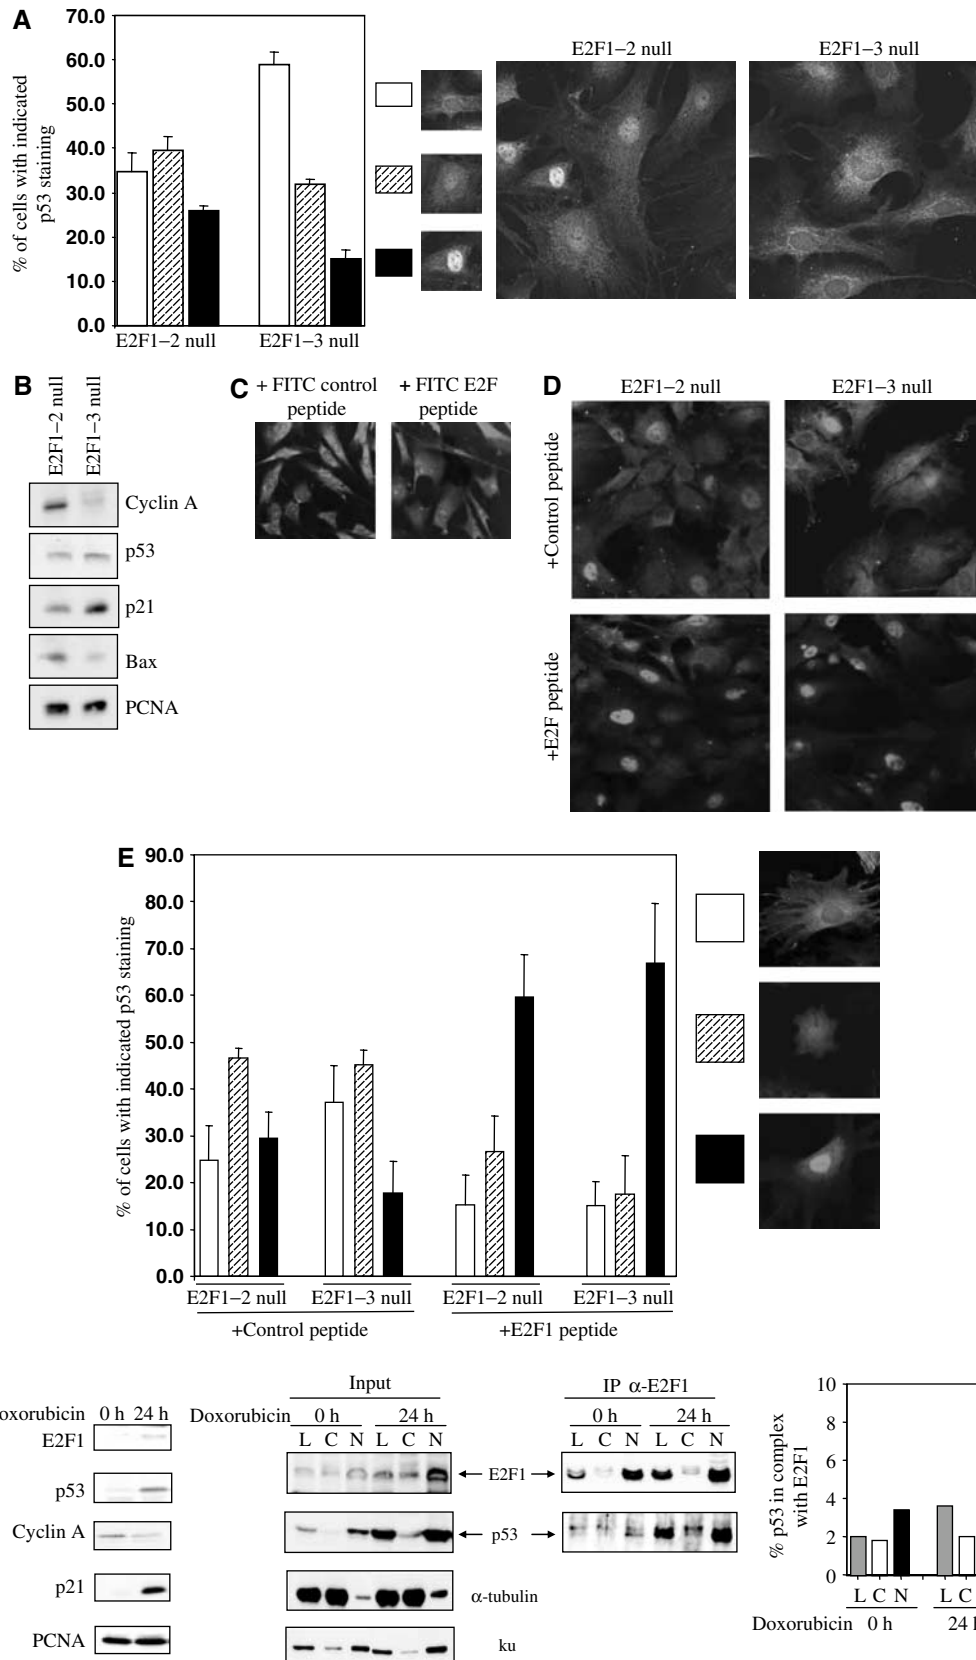 A
70.0
60.0
50.0
40.0
30.0
20.0
10.0
0.0
% of cells with indicated
p53 staining
E2F1–2 null
E2F1–3 null
E2F1–2 null
E2F1–3 null
B
E2F1–2 null
E2F1–3 null
Cyclin A
p53
p21
Bax
PCNA
C
+ FITC control
peptide
+ FITC E2F
peptide
D
E2F1–2 null
E2F1–3 null
+Control peptide
+E2F peptide
E
90.0
80.0
70.0
60.0
50.0
40.0
30.0
20.0
10.0
0.0
% of cells with indicated p53 staining
E2F1–2 null
E2F1–3 null
E2F1–2 null
E2F1–3 null
+Control peptide
+E2F1 peptide
oxorubicin 0 h 24 h
E2F1
p53
Cyclin A
p21
PCNA
Input
Doxorubicin 0 h 24 h
L C N L C N
IP α-E2F1
0 h 24 h
L C N L C N
E2F1
p53
α-tubulin
ku
10
8
6
4
2
0
% p53 in complex
with E2F1
L C N L C
Doxorubicin 0 h 24 h